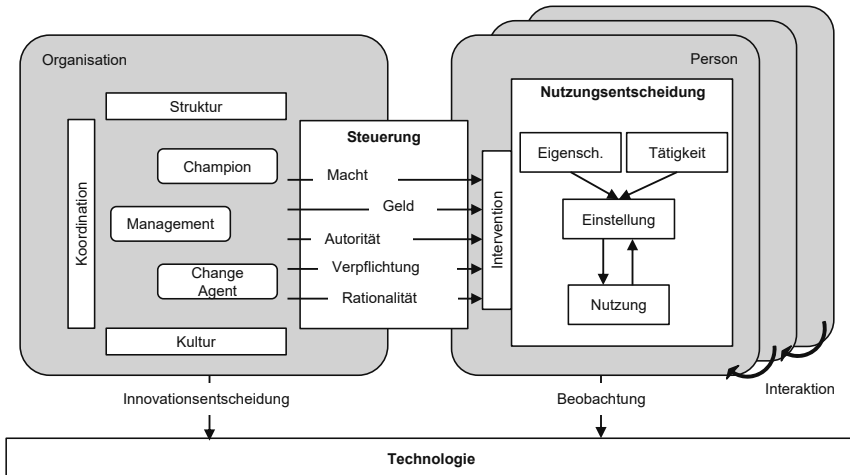 Organisation
Struktur
Koordination
Champion
Management
Change
Agent
Kultur
Steuerung
Macht
Geld
Autorität
Verpflichtung
Rationalität
Intervention
Person
Nutzungsentscheidung
Eigensch.
Tätigkeit
Einstellung
Nutzung
Interaktion
Innovationsentscheidung
Beobachtung
Technologie